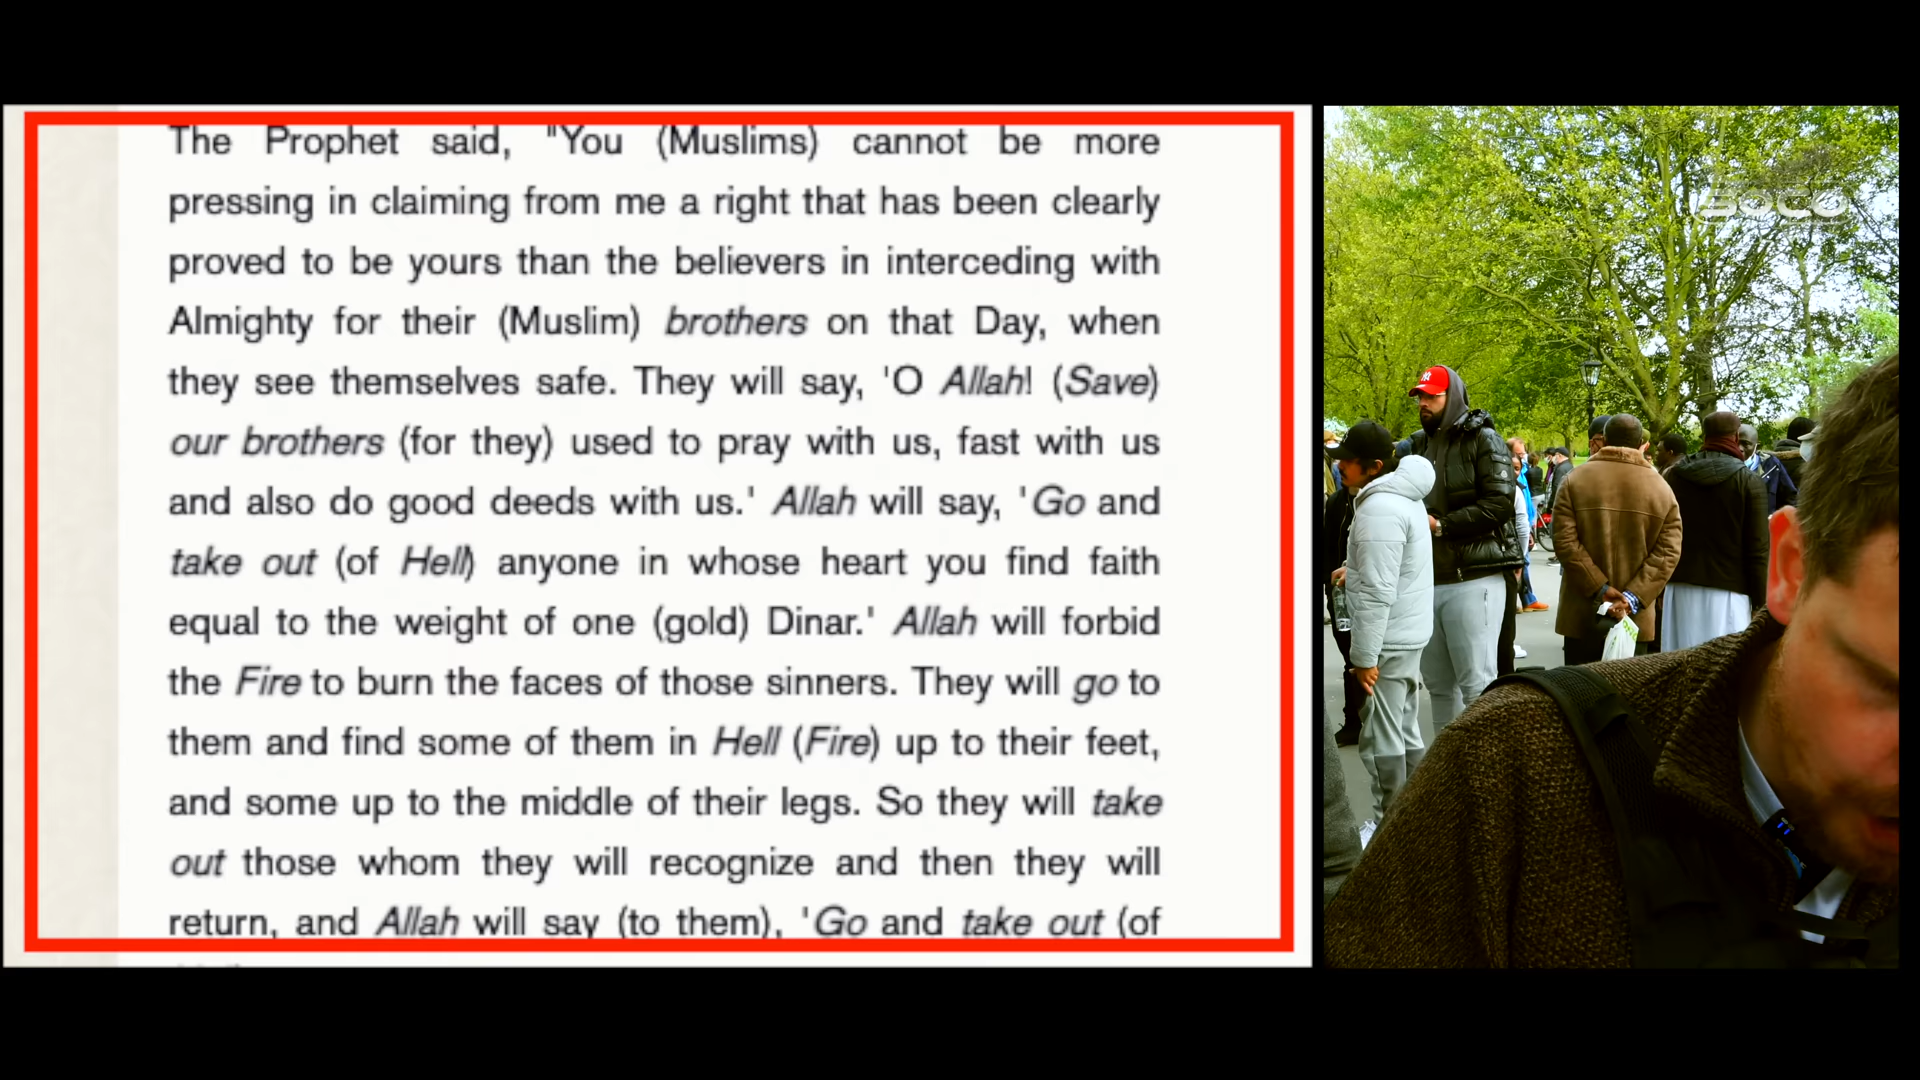 The Prophet said, "You (Muslims) cannot be more
pressing in claiming from me a right that has been clearly
proved to be yours than the believers in interceding with
Almighty for their (Muslim) brothers on that Day, when
they see themselves safe. They will say, 'O Allah! (Save)
our brothers (for they) used to pray with us, fast with us
and also do good deeds with us.' Allah will say, 'Go and
take out (of Hell) anyone in whose heart you find faith
equal to the weight of one (gold) Dinar.' Allah will forbid
the Fire to burn the faces of those sinners. They will go to
them and find some of them in Hell (Fire) up to their feet,
and some up to the middle of their legs. So they will take
out those whom they will recognize and then they will
return, and Allah will say (to them), 'Go and take out (of
SOCO